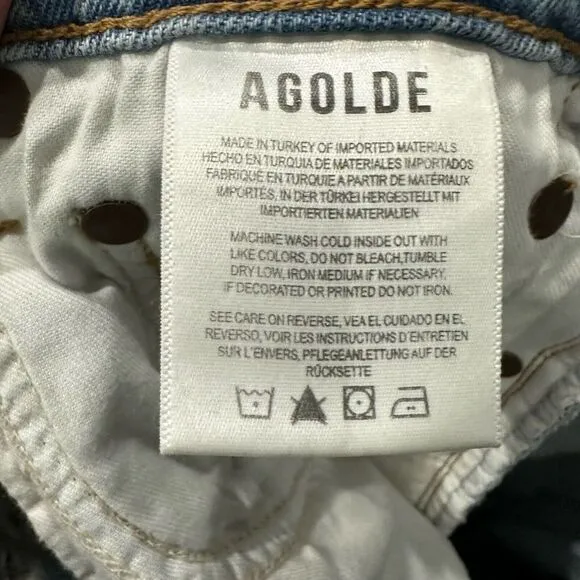 AGOLDE
MADE IN TURKEY OF IMPORTED MATERIALS
HECHO EN TURQUIA DE MATERIALES IMPORTADOS
FABRIQUÉ EN TURQUIE A PARTIR DE MATÉRIAUX
IMPORTÉS, IN DER TÜRKEI HERGESTELLT MIT
IMPORTIERTEN MATERIALIEN
MACHINE WASH COLD INSIDE OUT WITH
LIKE COLORS, DO NOT BLEACH, TUMBLE
DRY LOW, IRON MEDIUM IF NECESSARY.
IF DECORATED OR PRINTED DO NOT IRON.
SEE CARE ON REVERSE, VEA EL CUIDADO EN EL
REVERSO, VOIR LES INSTRUCTIONS D'ENTRETIEN
SUR L'ENVERS, PFLEGEANLETTUNG AUF DER
RÜCKSETTE